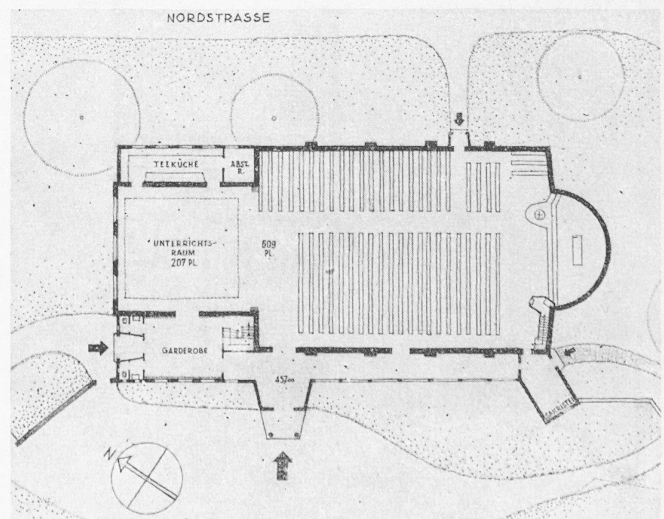 NORDSTRASSE
TEEKÜCHE
ABST.
R.
UNTERRICHTS-
RAUM
207 PL.
609
PL.
GARDEROBE
457.00
SAKRISTEI
N